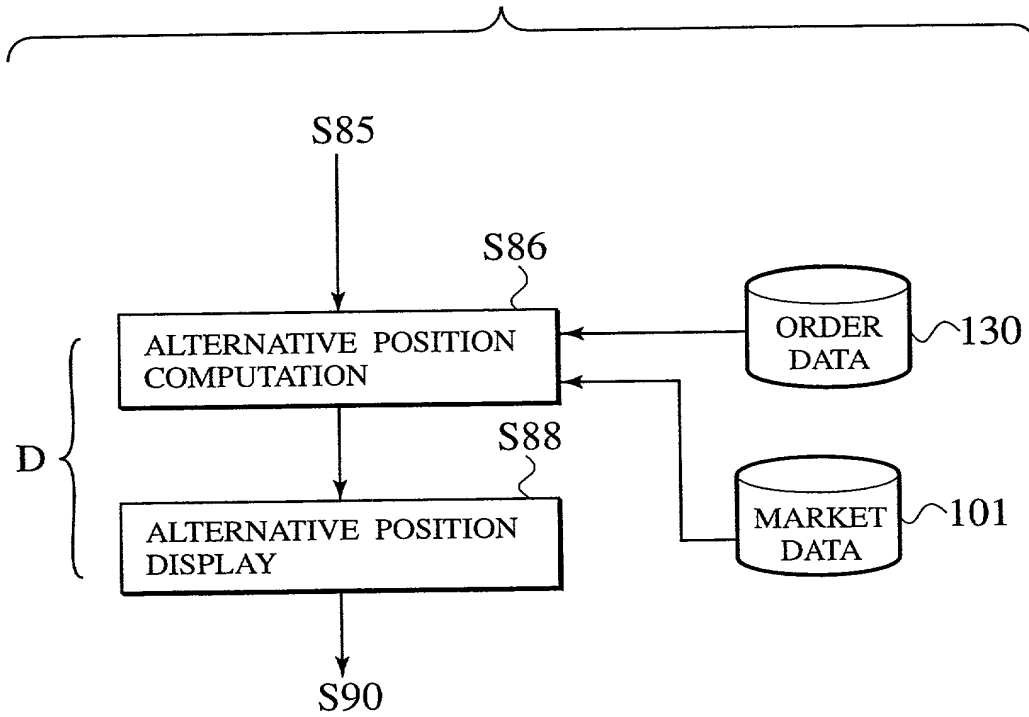 S85
S86
ALTERNATIVE POSITION
COMPUTATION
ORDER
DATA
130
D
S88
ALTERNATIVE POSITION
DISPLAY
MARKET
DATA
101
S90